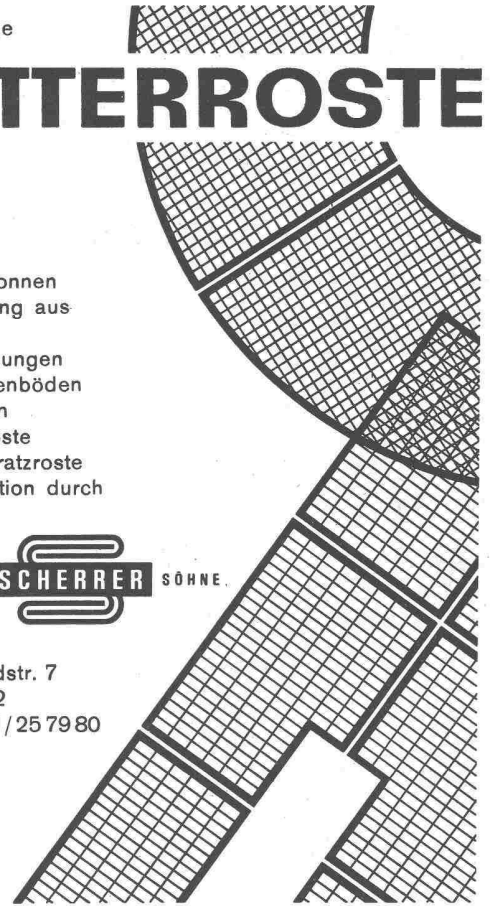 e
TTERROSTE
onnen
ng aus
ungen
enböden
n
ste
ratzroste
tion durch
SCHERRER SÖHNE.
dstr. 7
2
/ 25 79 80